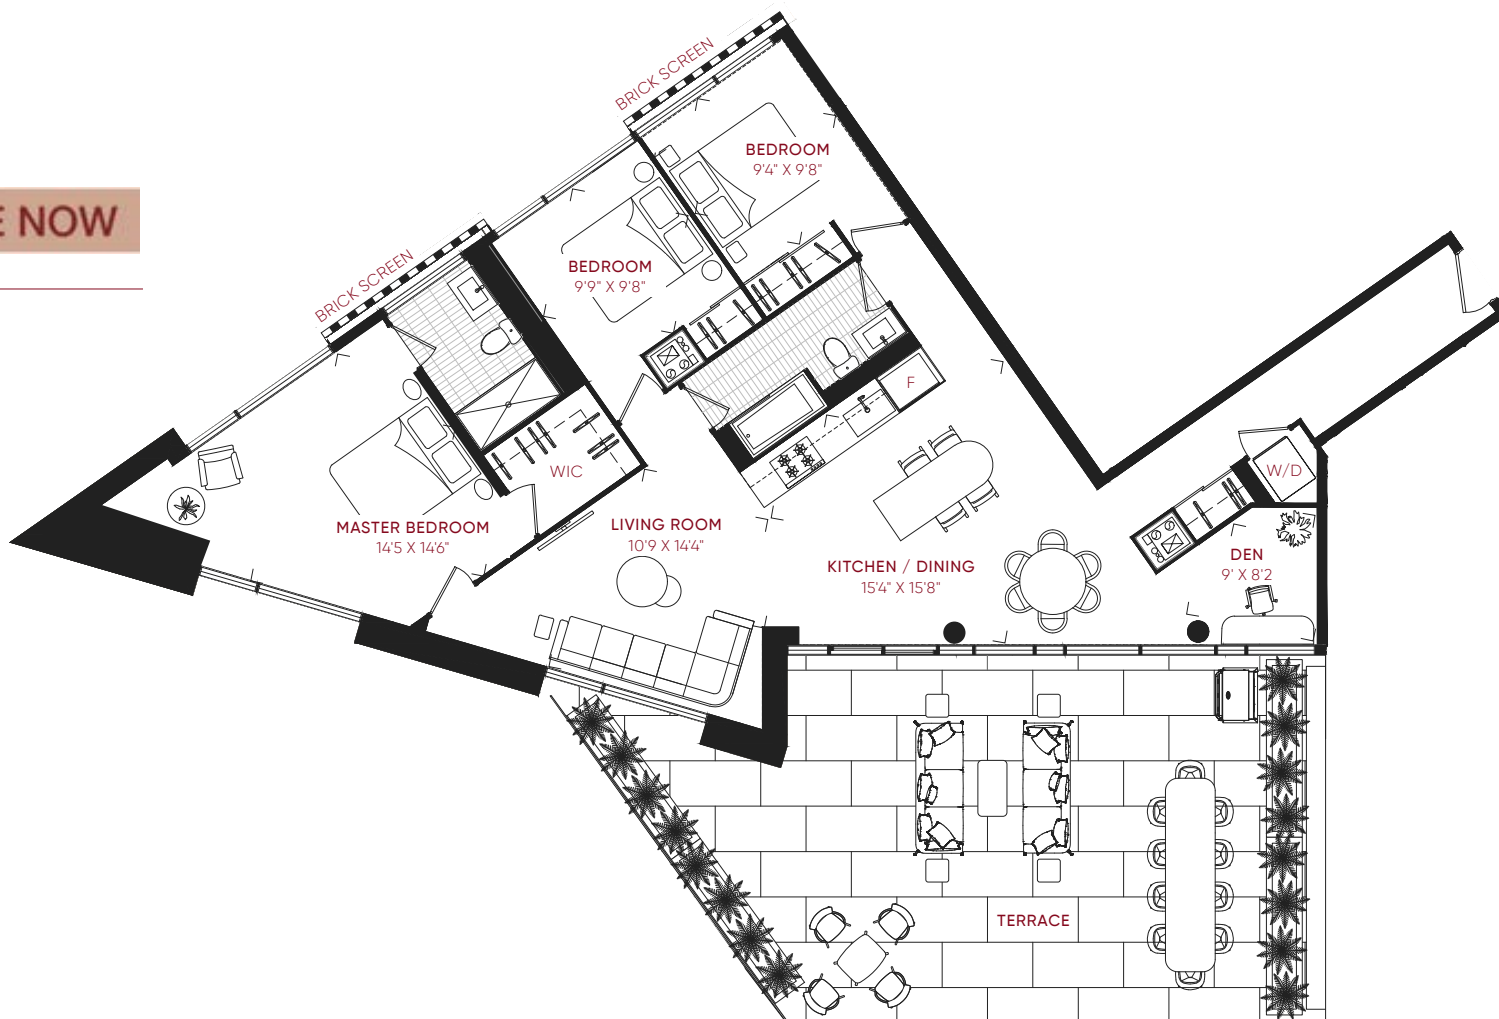 E NOW
BRICK SCREEN
BRICK SCREEN
BEDROOM
9'4" X 9'8"
BEDROOM
9'9" X 9'8"
F
WIC
W/D
MASTER BEDROOM
14'5 X 14'6"
LIVING ROOM
10'9 X 14'4"
KITCHEN / DINING
15'4" X 15'8"
DEN
9' X 8'2
TERRACE